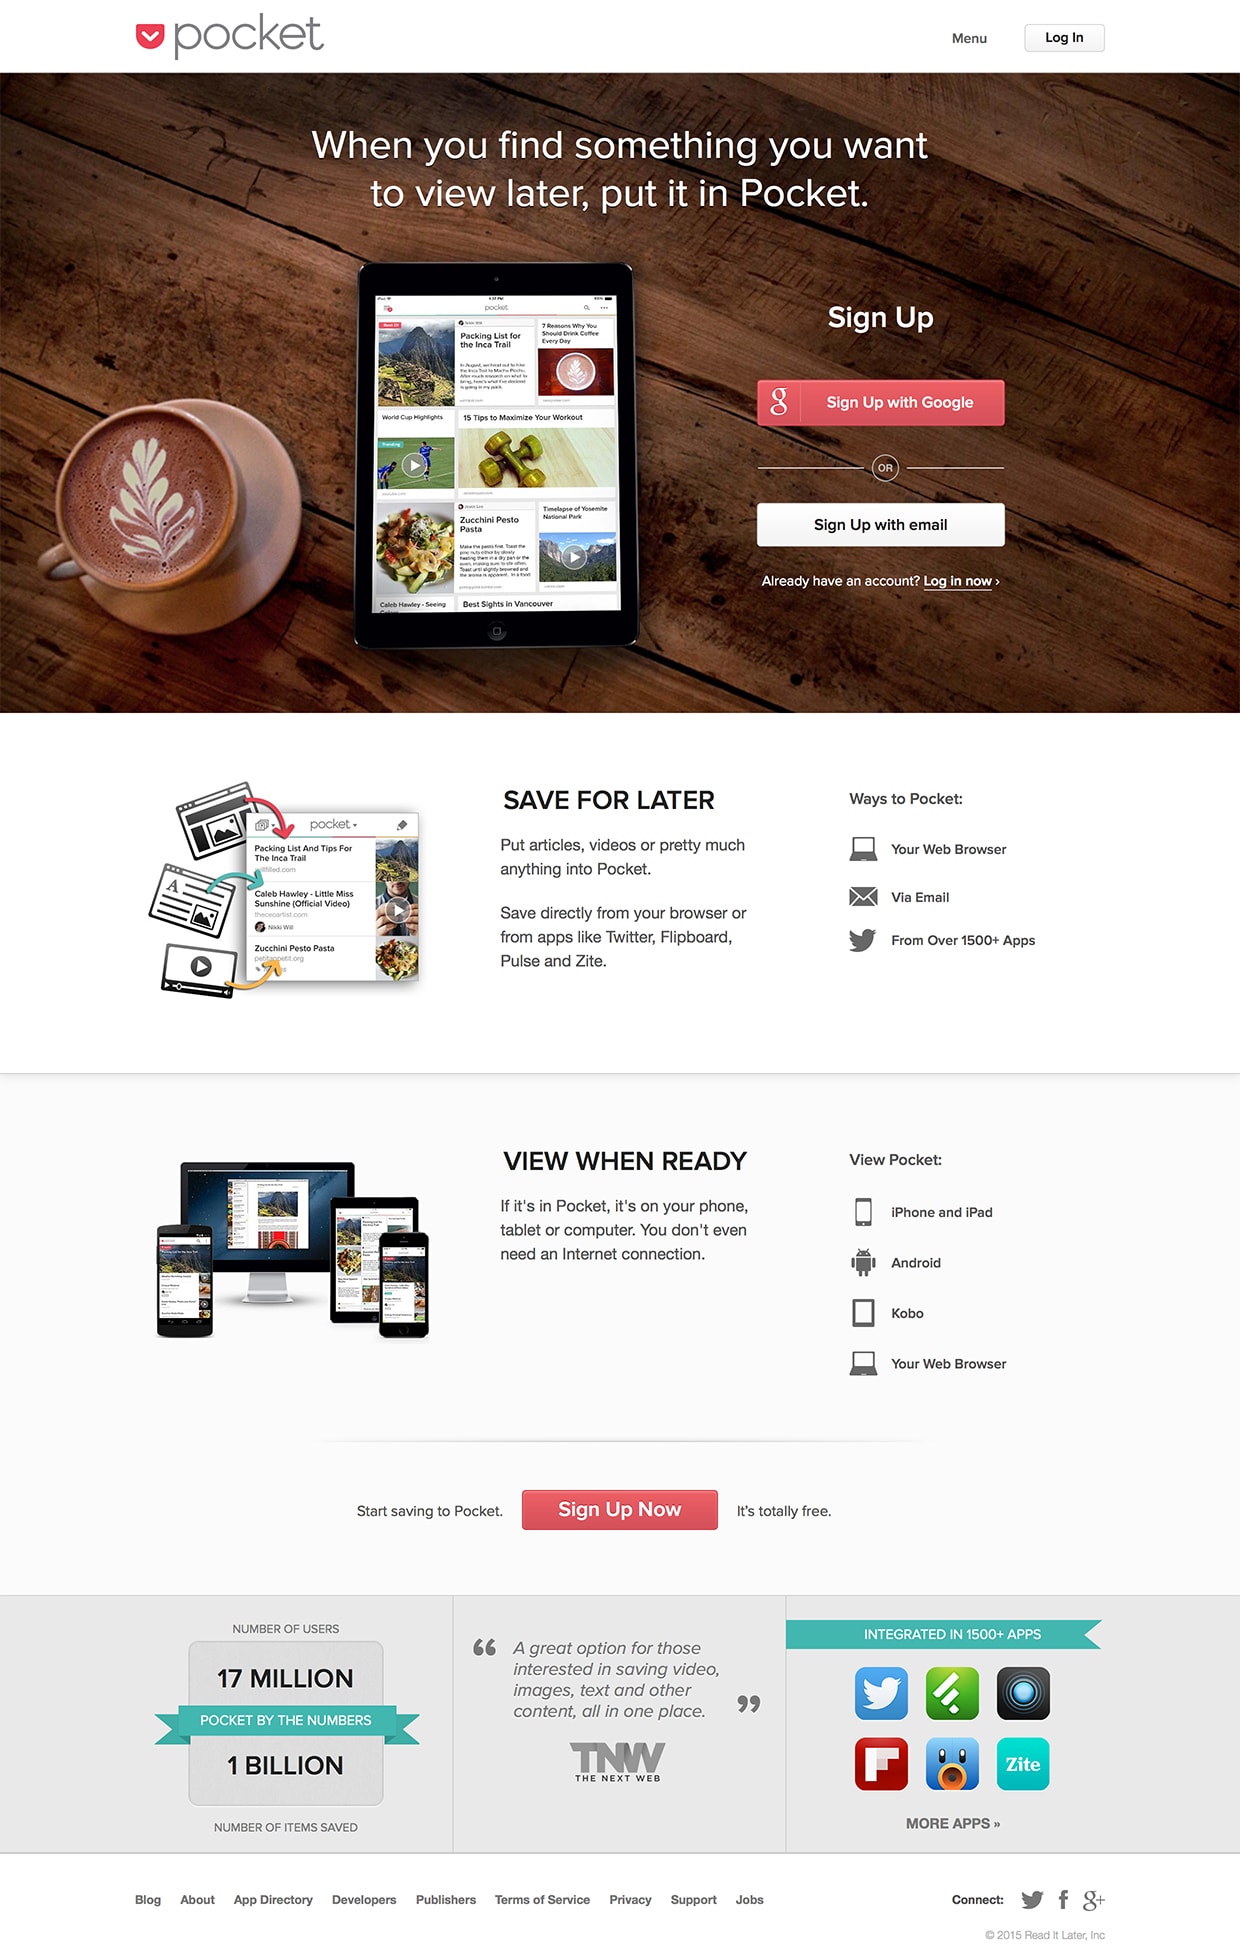 pocket
Menu
Log In
When you find something you want
to view later, put it in Pocket.
pocket
Best Of
Packing List for
the Inca Trail
7 Reasons Why You
Should Drink Coffee
Every Day
World Cup Highlights
Trending
15 Tips to Maximize Your Workout
Zucchini Pesto
Pasta
Timelapse of Yosemite
National Park
Caleb Hawley - Seeing
Best Sights in Vancouver
Sign Up
g
Sign Up with Google
OR
Sign Up with email
Already have an account? Log in now ›
pocket
Packing List And Tips For
The Inca Trail
Caleb Hawley - Little Miss
Sunshine (Official Video)
theceoartist.com
Nikki Will
Zucchini Pesto Pasta
petitappetit.org
A
SAVE FOR LATER
Put articles, videos or pretty much
anything into Pocket.
Save directly from your browser or
from apps like Twitter, Flipboard,
Pulse and Zite.
Ways to Pocket:
Your Web Browser
Via Email
From Over 1500+ Apps
VIEW WHEN READY
If it's in Pocket, it's on your phone,
tablet or computer. You don't even
need an Internet connection.
View Pocket:
iPhone and iPad
Android
Kobo
Your Web Browser
Start saving to Pocket.
Sign Up Now
It's totally free.
NUMBER OF USERS
17 MILLION
POCKET BY THE NUMBERS
1 BILLION
NUMBER OF ITEMS SAVED
“ A great option for those
interested in saving video,
images, text and other
content, all in one place. ”
TNW
THE NEXT WEB
INTEGRATED IN 1500+ APPS
Zite
MORE APPS »
Blog About App Directory Developers Publishers Terms of Service Privacy Support Jobs
Connect: f g+
© 2015 Read It Later, Inc